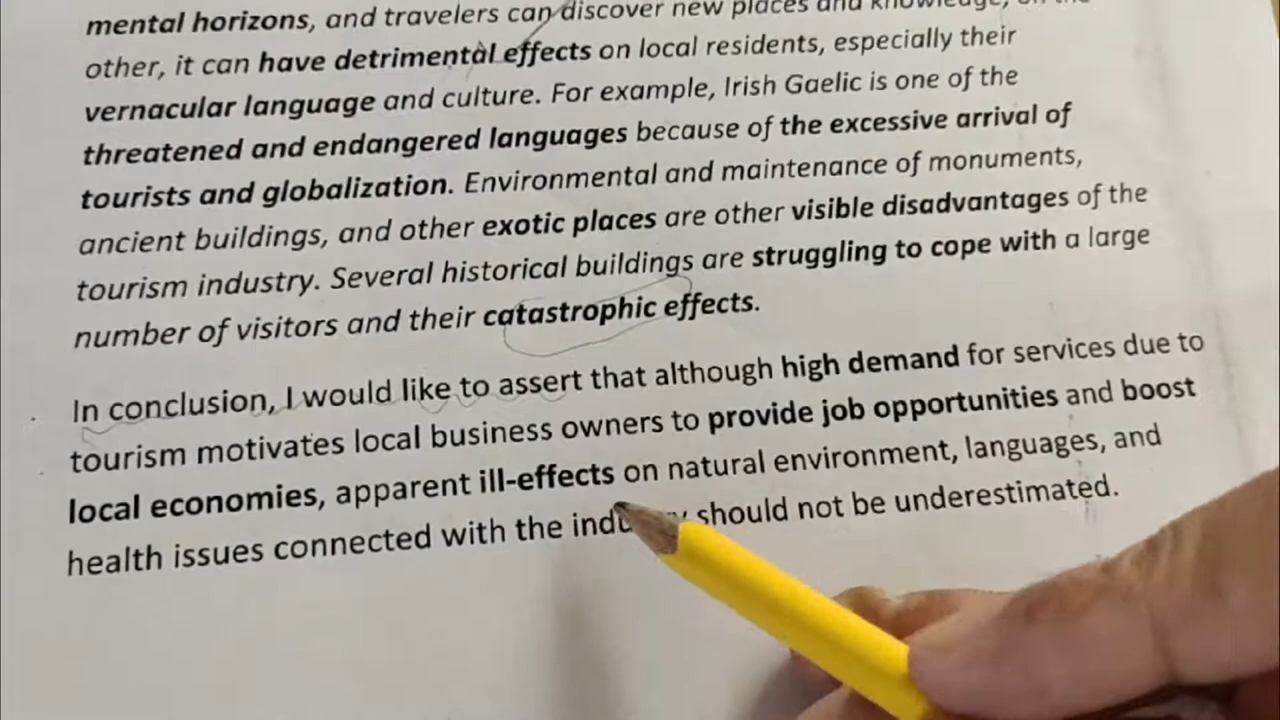 mental horizons, and travelers can discover new places and knowledge, on the
other, it can have detrimental effects on local residents, especially their
vernacular language and culture. For example, Irish Gaelic is one of the
threatened and endangered languages because of the excessive arrival of
tourists and globalization. Environmental and maintenance of monuments,
ancient buildings, and other exotic places are other visible disadvantages of the
tourism industry. Several historical buildings are struggling to cope with a large
number of visitors and their catastrophic effects.
In conclusion, I would like to assert that although high demand for services due to
tourism motivates local business owners to provide job opportunities and boost
local economies, apparent ill-effects on natural environment, languages, and
health issues connected with the should not be underestimated.